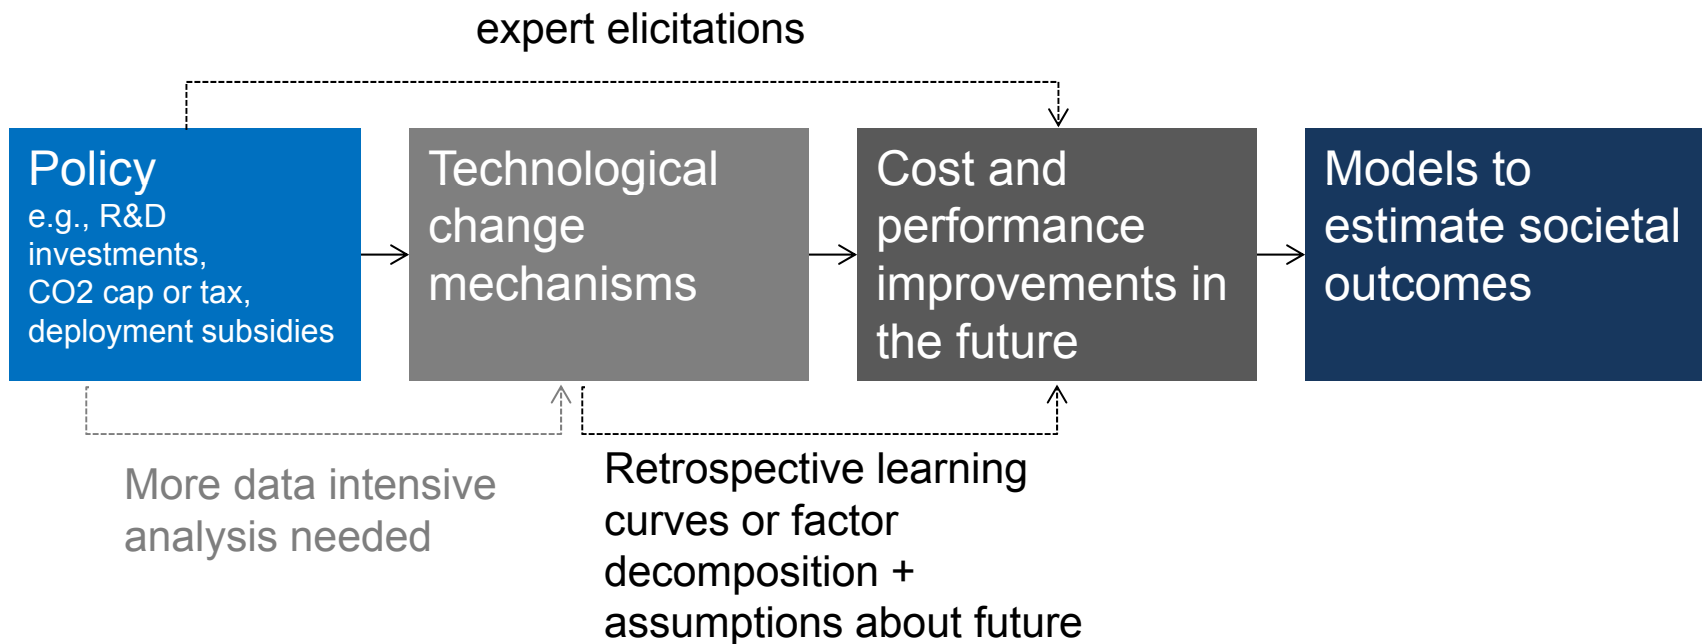 expert elicitations
Policy
e.g., R&D
investments,
CO2 cap or tax,
deployment subsidies
Technological
change
mechanisms
Cost and
performance
improvements in
the future
Models to
estimate societal
outcomes
More data intensive
analysis needed
Retrospective learning
curves or factor
decomposition +
assumptions about future